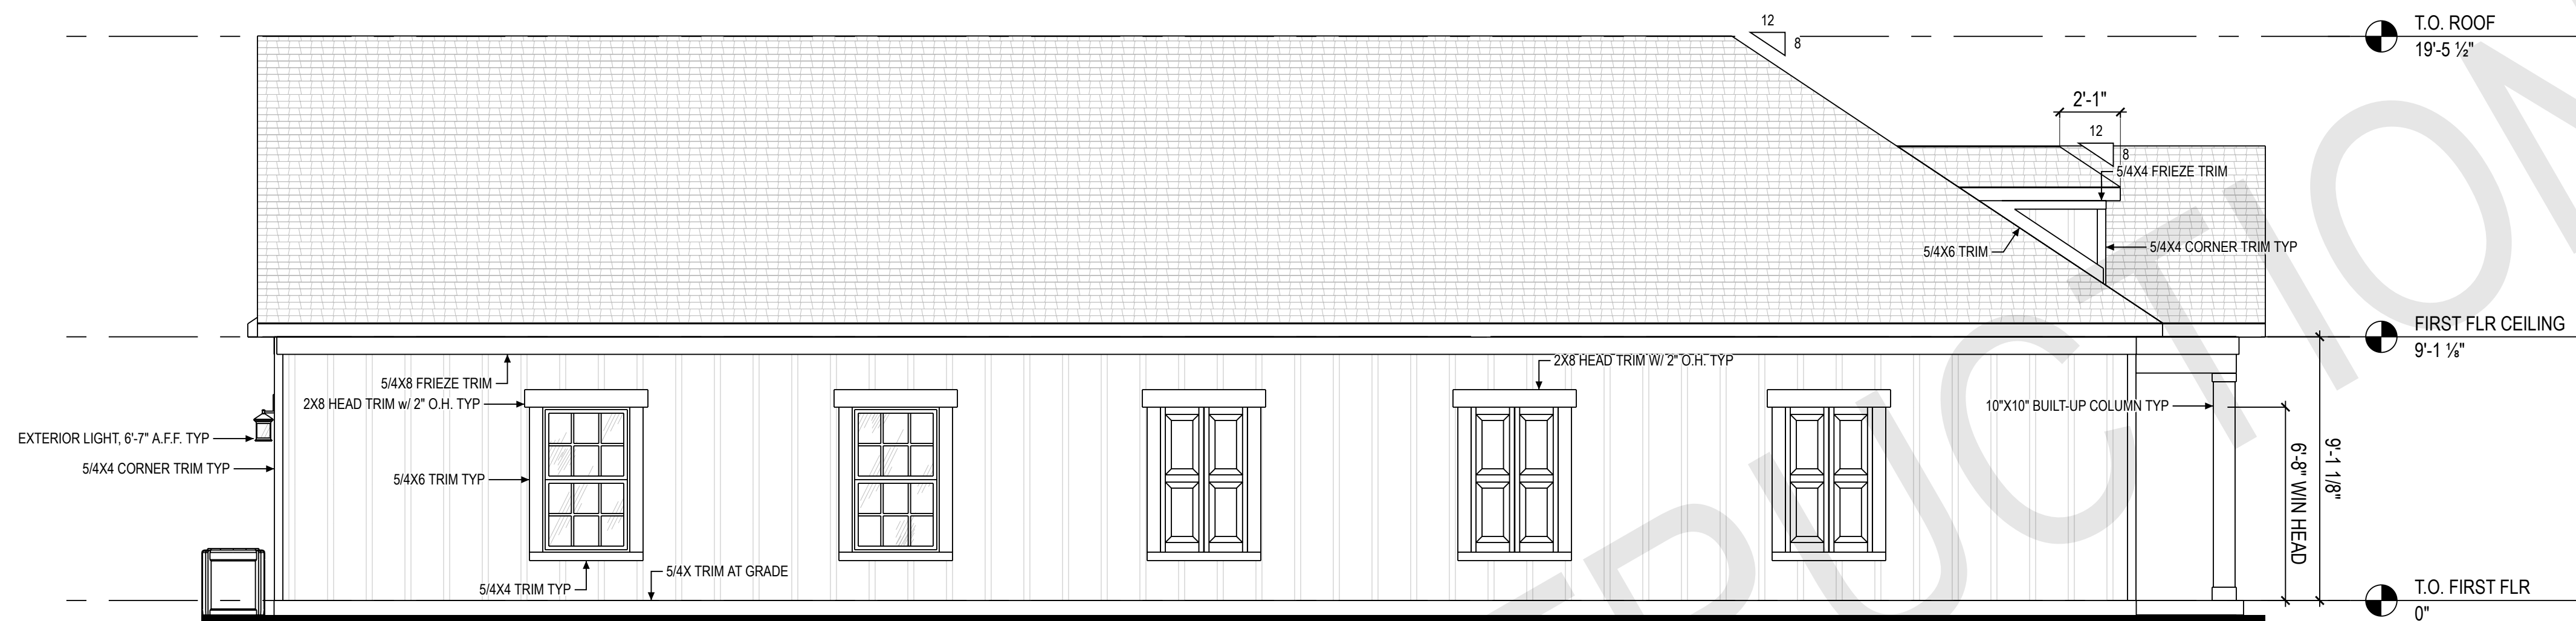 12
8
T.O. ROOF
19'-5 ½"
2'-1"
12
8
5/4X4 FRIEZE TRIM
5/4X6 TRIM
5/4X4 CORNER TRIM TYP
FIRST FLR CEILING
9'-1 ⅛"
5/4X8 FRIEZE TRIM
2X8 HEAD TRIM W/ 2" O.H. TYP
2X8 HEAD TRIM w/ 2" O.H. TYP
10"X10" BUILT-UP COLUMN TYP
EXTERIOR LIGHT, 6'-7" A.F.F. TYP
5/4X4 CORNER TRIM TYP
5/4X6 TRIM TYP
6'-8" WIN HEAD
9'-1 1/8"
5/4X TRIM AT GRADE
5/4X4 TRIM TYP
T.O. FIRST FLR
0"
TRUCTION